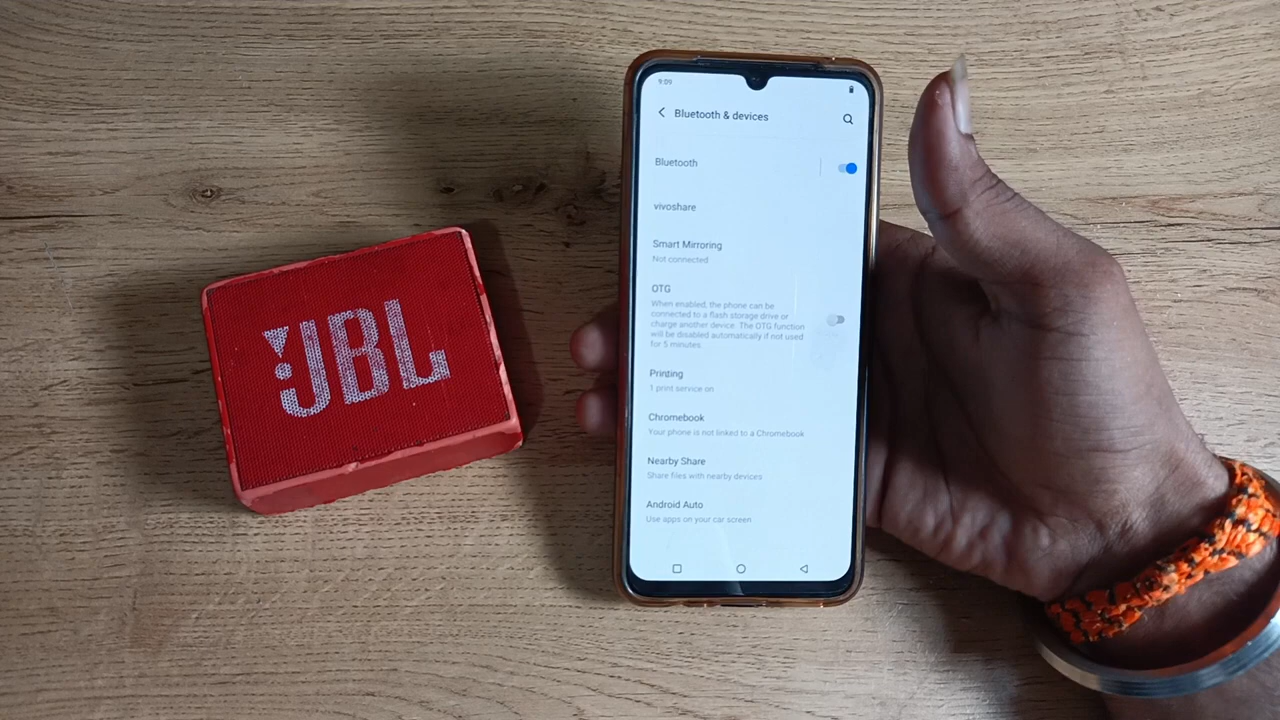 JBL
9:09
Bluetooth & devices
Bluetooth
vivoshare
Smart Mirroring
Not connected
OTG
When enabled, the phone can be
connected to a flash storage drive or
charge another device. The OTG function
will be disabled automatically if not used
for 5 minutes.
Printing
1 print service on
Chromebook
Your phone is not linked to a Chromebook
Nearby Share
Share files with nearby devices
Android Auto
Use apps on your car screen